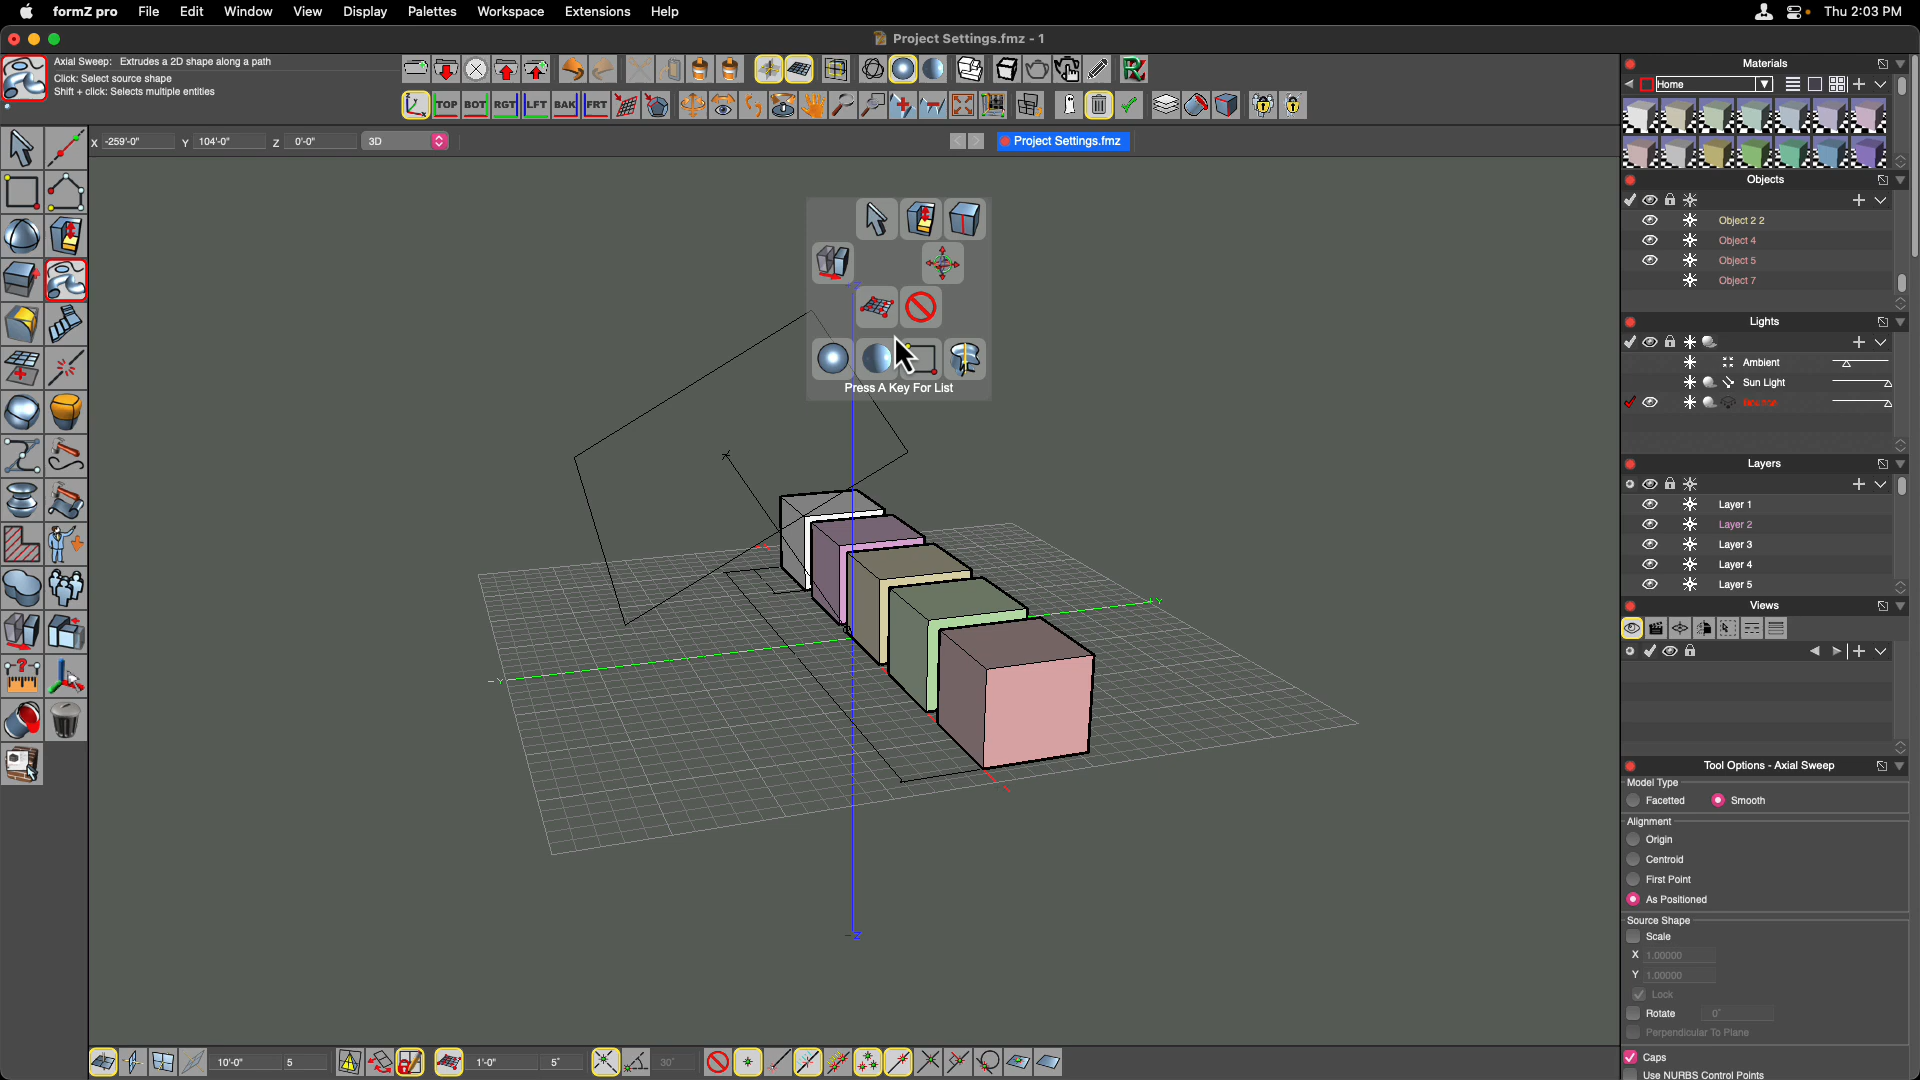 formZ pro File Edit Window View Display Palettes Workspace Extensions Help Thu 2:03 PM
Project Settings.fmz - 1
Axial Sweep: Extrudes a 2D shape along a path
Click: Select source shape
Shift + click: Selects multiple entities
TOP BOT RGT LFT BAK FRT
X -259'-0" Y 104'-0" Z 0'-0" 3D
Project Settings.fmz
Press A Key For List
-Y
+Y
-Z
Materials
Home
Objects
Object 2 2
Object 4
Object 5
Object 7
Lights
Ambient
Sun Light
Layers
Layer 1
Layer 2
Layer 3
Layer 4
Layer 5
Views
Tool Options - Axial Sweep
Model Type
Facetted Smooth
Alignment
Origin
Centroid
First Point
As Positioned
Source Shape
Scale
X 1.00000
Y 1.00000
Lock
Rotate 0°
Perpendicular To Plane
Caps
Use NURBS Control Points
10'-0" 5 1'-0" 5° 30°